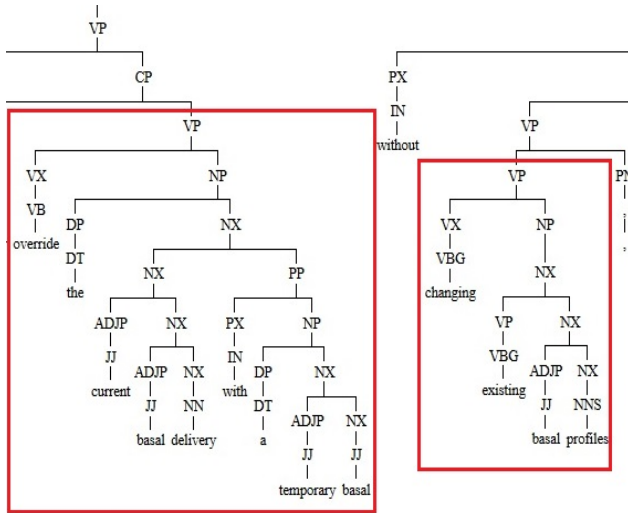 VP
CP PX
IN
VP VP
without
VX NP VP PN
VB DP NX VX NP ,
override DT VBG ,
the NX PP changing NX
ADJP NX PX NP VP NX
JJ ADJP NX IN DP NX VBG ADJP NX
current JJ NN with DT existing JJ NNS
basal delivery a ADJP NX basal profiles
JJ JJ
temporary basal